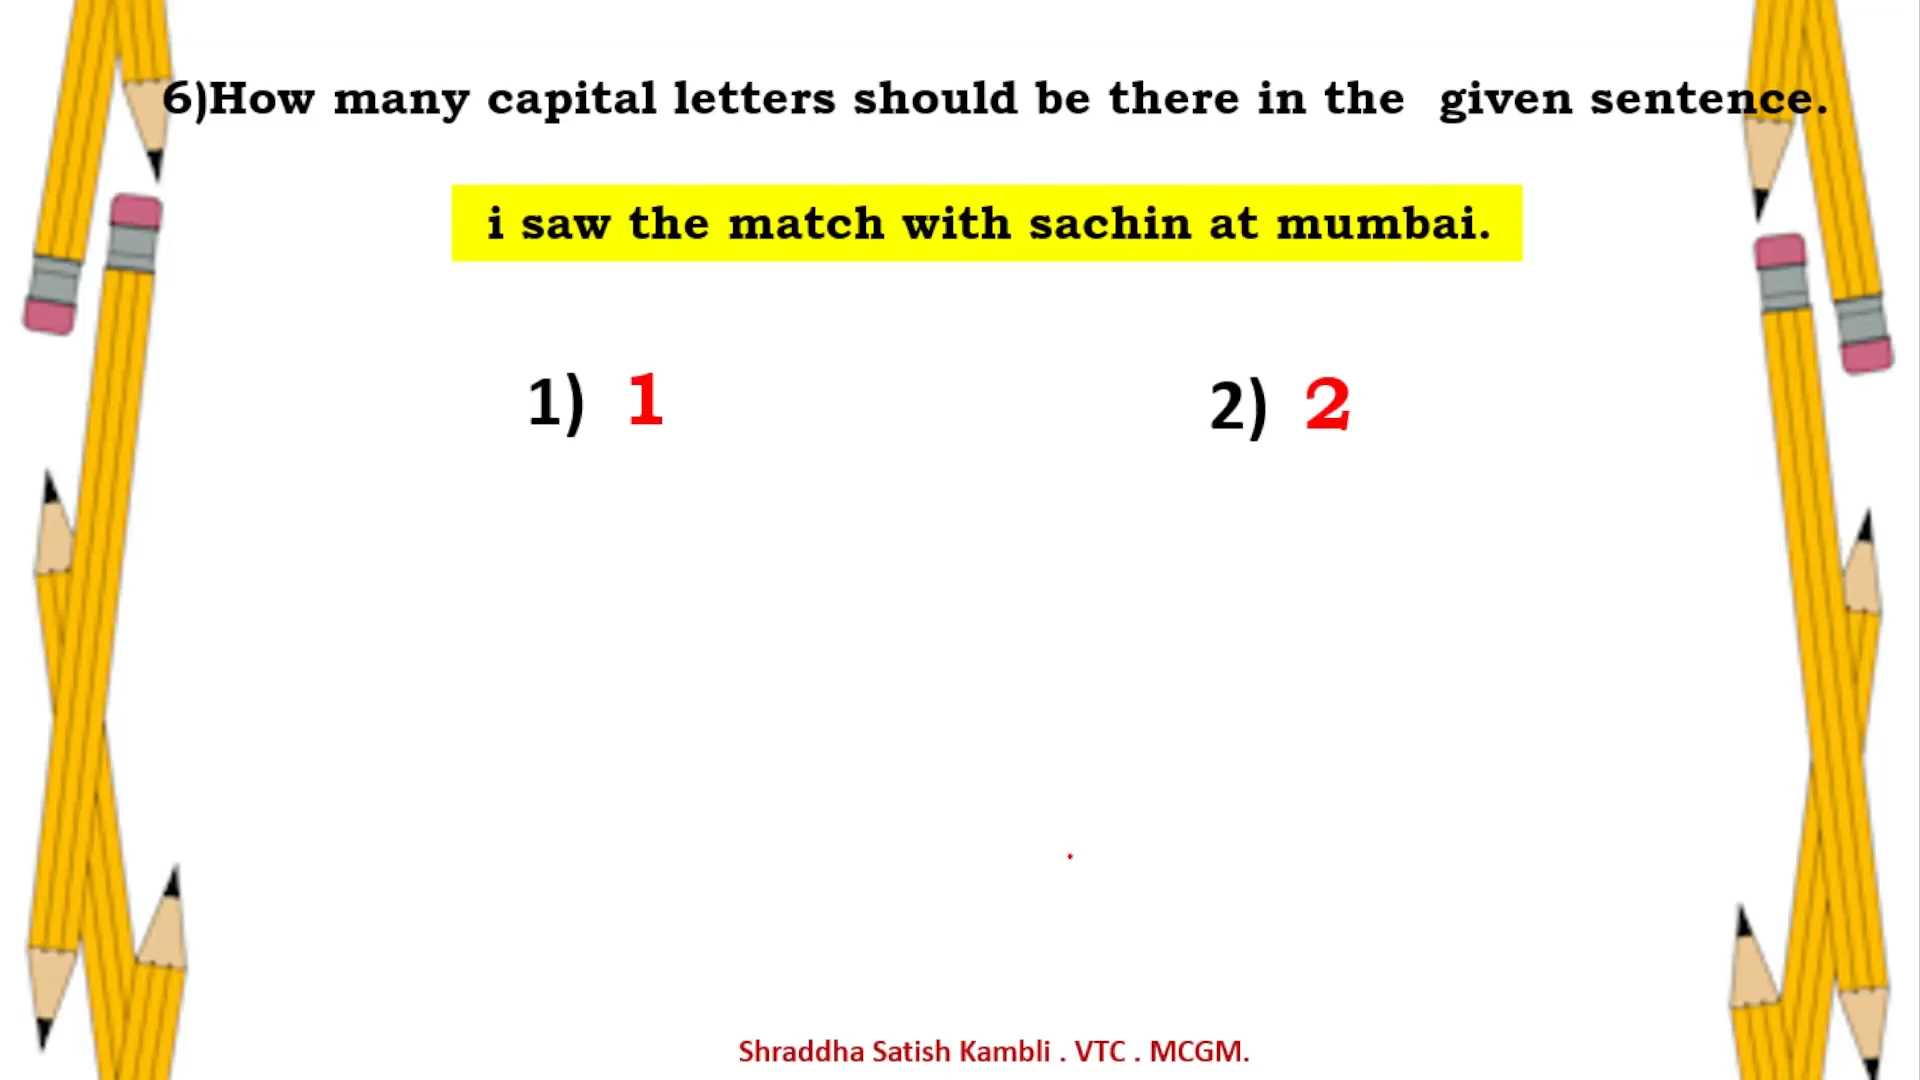 6)How many capital letters should be there in the given sentence.
i saw the match with sachin at mumbai.
1) 1
2) 2
Shraddha Satish Kambli . VTC . MCGM.